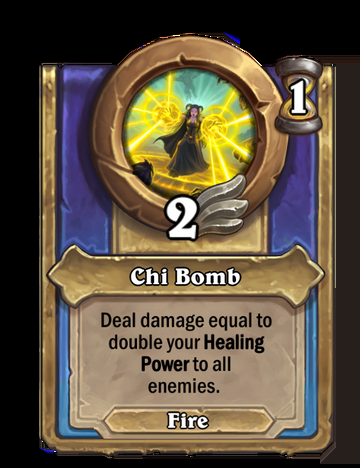 1
2
Chi Bomb
Deal damage equal to
double your Healing
Power to all
enemies.
Fire